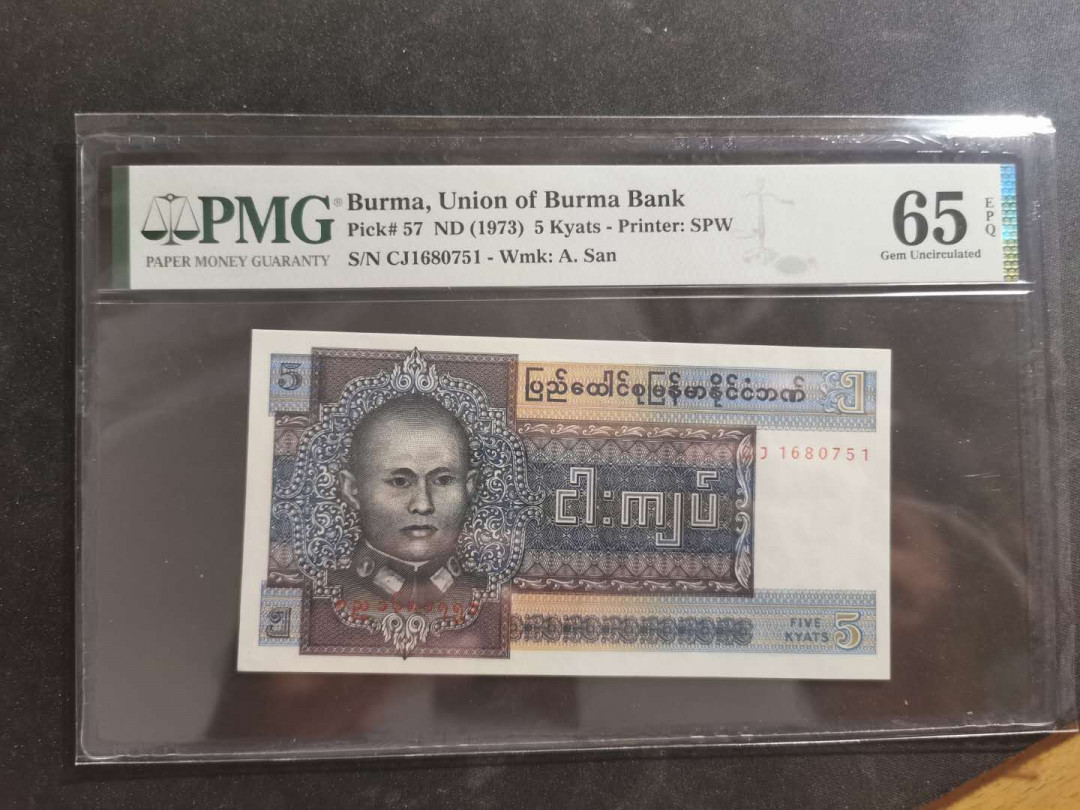 PMG®
PAPER MONEY GUARANTY
Burma, Union of Burma Bank
Pick# 57 ND (1973) 5 Kyats - Printer: SPW
S/N CJ1680751 - Wmk: A. San
65
EPQ
Gem Uncirculated
5
ပြည်ထောင်စုမြန်မာနိုင်ငံဘဏ်
၅
J 1680751
ငါးကျပ်
၅
FIVE
KYATS
5